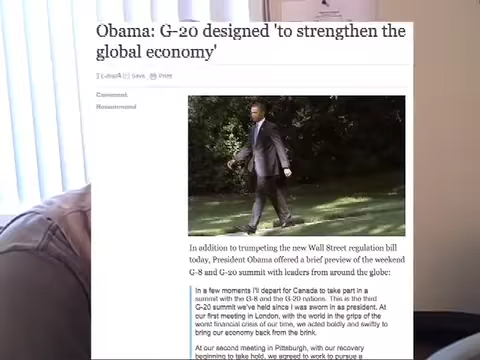 Obama: G-20 designed 'to strengthen the
global economy'
E-mail Save Print
Comment
Recommend
In addition to trumpeting the new Wall Street regulation bill
today, President Obama offered a brief preview of the weekend
G-8 and G-20 summit with leaders from around the globe:
In a few moments I'll depart for Canada to take part in a
summit with the G-8 and the G-20 nations. This is the third
G-20 summit we've held since I was sworn in as president. At
our first meeting in London, with the world in the grips of the
worst financial crisis of our time, we acted boldly and swiftly to
bring our economy back from the brink.
At our second meeting in Pittsburgh, with our recovery
beginning to take hold, we agreed to work to pursue a